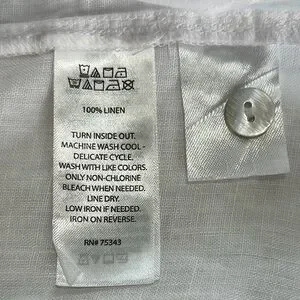 100% LINEN
TURN INSIDE OUT.
MACHINE WASH COOL -
DELICATE CYCLE.
WASH WITH LIKE COLORS.
ONLY NON-CHLORINE
BLEACH WHEN NEEDED.
LINE DRY.
LOW IRON IF NEEDED.
IRON ON REVERSE.
RN# 75343